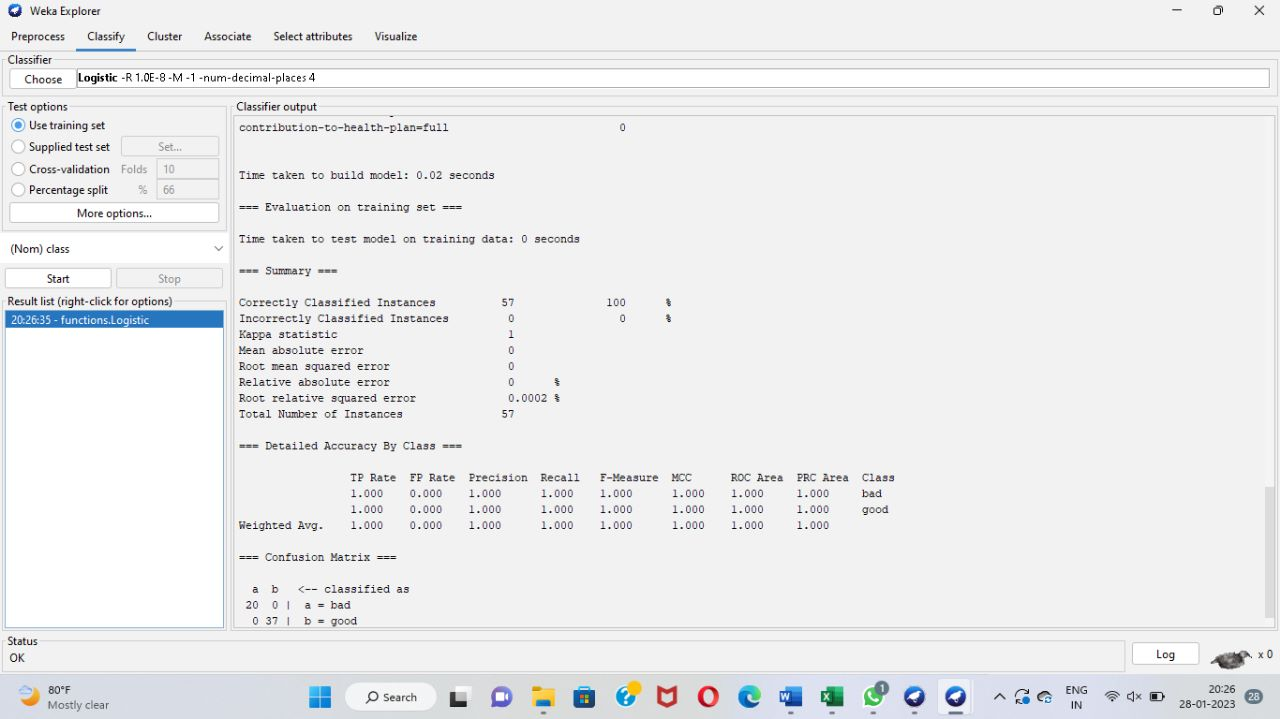 Weka Explorer
Preprocess Classify Cluster Associate Select attributes Visualize
Classifier
Choose Logistic -R 1.0E-8 -M -1 -num-decimal-places 4
Test options
Use training set
Supplied test set Set...
Cross-validation Folds 10
Percentage split % 66
More options...
(Nom) class
Start Stop
Result list (right-click for options)
20:26:35 - functions.Logistic
Classifier output
contribution-to-health-plan=full 0
Time taken to build model: 0.02 seconds
=== Evaluation on training set ===
Time taken to test model on training data: 0 seconds
=== Summary ===
Correctly Classified Instances 57 100 %
Incorrectly Classified Instances 0 0 %
Kappa statistic 1
Mean absolute error 0
Root mean squared error 0
Relative absolute error 0 %
Root relative squared error 0.0002 %
Total Number of Instances 57
=== Detailed Accuracy By Class ===
TP Rate FP Rate Precision Recall F-Measure MCC ROC Area PRC Area Class
1.000 0.000 1.000 1.000 1.000 1.000 1.000 1.000 bad
1.000 0.000 1.000 1.000 1.000 1.000 1.000 1.000 good
Weighted Avg. 1.000 0.000 1.000 1.000 1.000 1.000 1.000 1.000
=== Confusion Matrix ===
a b <-- classified as
20 0 | a = bad
0 37 | b = good
Status
OK
Log x 0
80°F
Mostly clear
Search
1
ENG
IN
20:26
28-01-2023
28